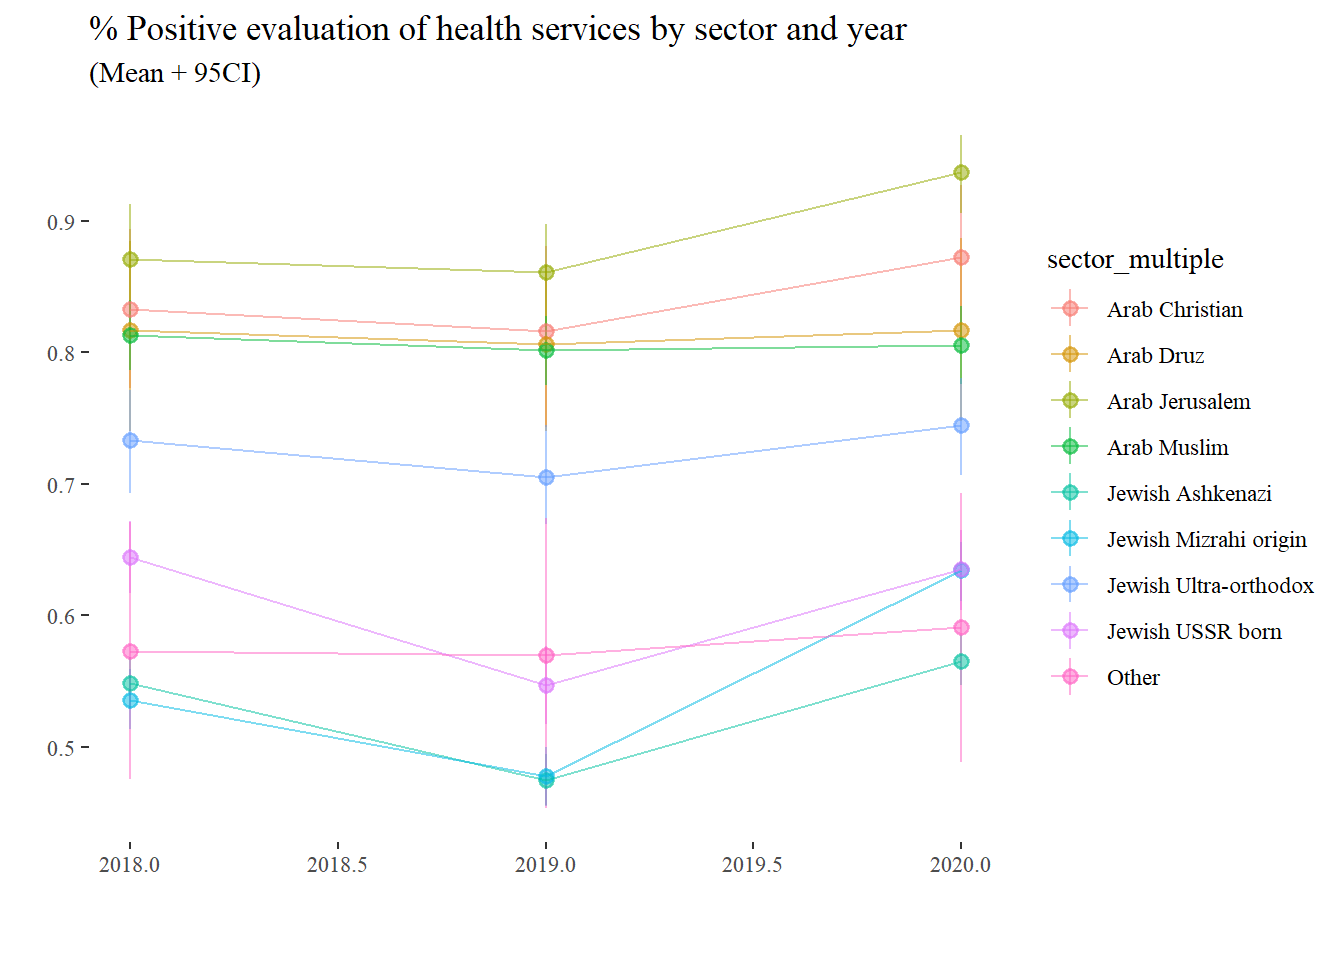 % Positive evaluation of health services by sector and year
(Mean + 95CI)
0.9
0.8
0.7
0.6
0.5
2018.0
2018.5
2019.0
2019.5
2020.0
sector_multiple
Arab Christian
Arab Druz
Arab Jerusalem
Arab Muslim
Jewish Ashkenazi
Jewish Mizrahi origin
Jewish Ultra-orthodox
Jewish USSR born
Other